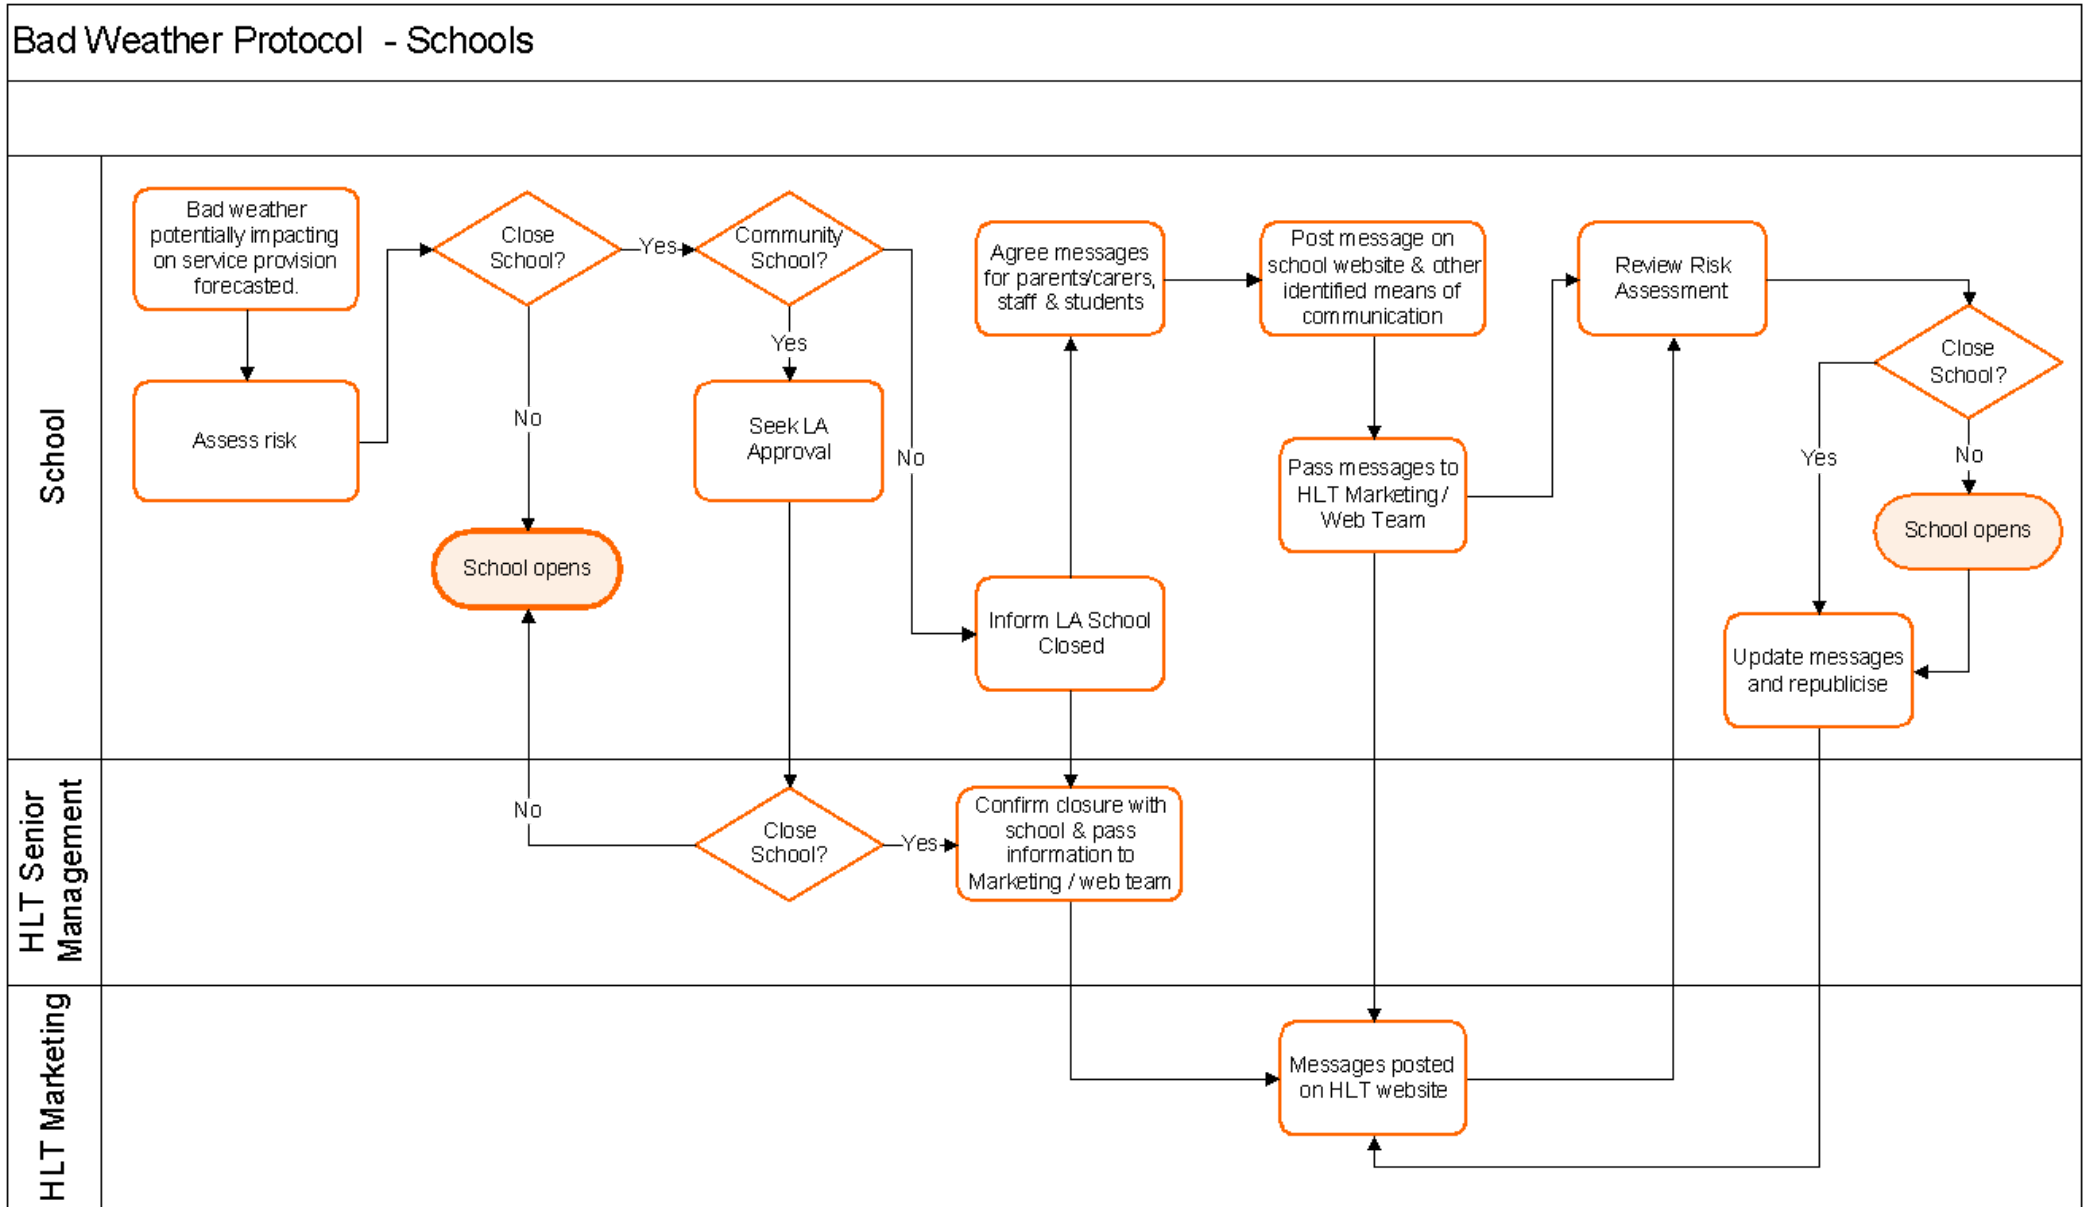 Bad Weather Protocol - Schools
School
Bad weather
potentially impacting
on service provision
forecasted.
Assess risk
Close
School?
Yes
No
School opens
Community
School?
Yes
No
Seek LA
Approval
Inform LA School
Closed
Agree messages
for parents/carers,
staff & students
Post message on
school website & other
identified means of
communication
Pass messages to
HLT Marketing /
Web Team
Review Risk
Assessment
Close
School?
Yes
No
School opens
Update messages
and republicise
HLT Senior
Management
No
Close
School?
Yes
Confirm closure with
school & pass
information to
Marketing / web team
HLT Marketing
Messages posted
on HLT website